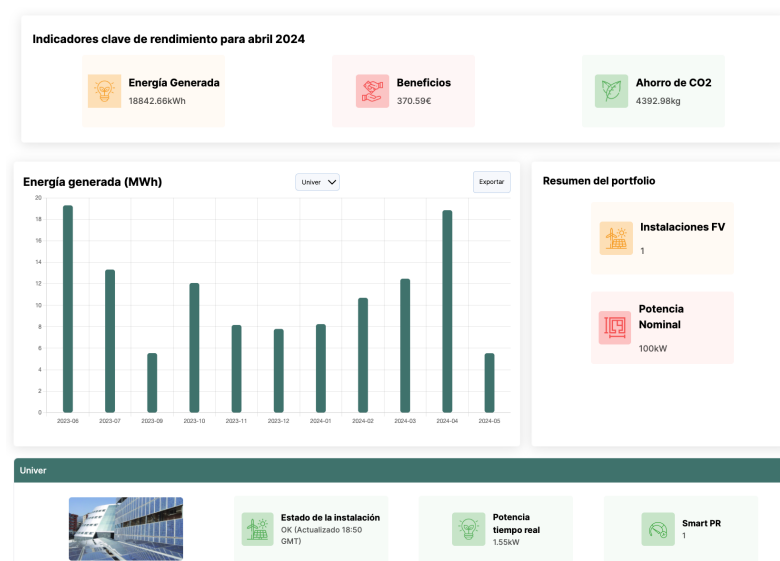 Indicadores clave de rendimiento para abril 2024
Energía Generada
18842.66kWh
Beneficios
370.59€
Ahorro de CO2
4392.98kg
Energía generada (MWh)
Univer
Exportar
20
18
16
14
12
10
8
6
4
2
0
2023-06 2023-07 2023-09 2023-10 2023-11 2023-12 2024-01 2024-02 2024-03 2024-04 2024-05
Resumen del portfolio
Instalaciones FV
1
Potencia
Nominal
100kW
Univer
Estado de la instalación
OK (Actualizado 18:50
GMT)
Potencia
tiempo real
1.55kW
Smart PR
1